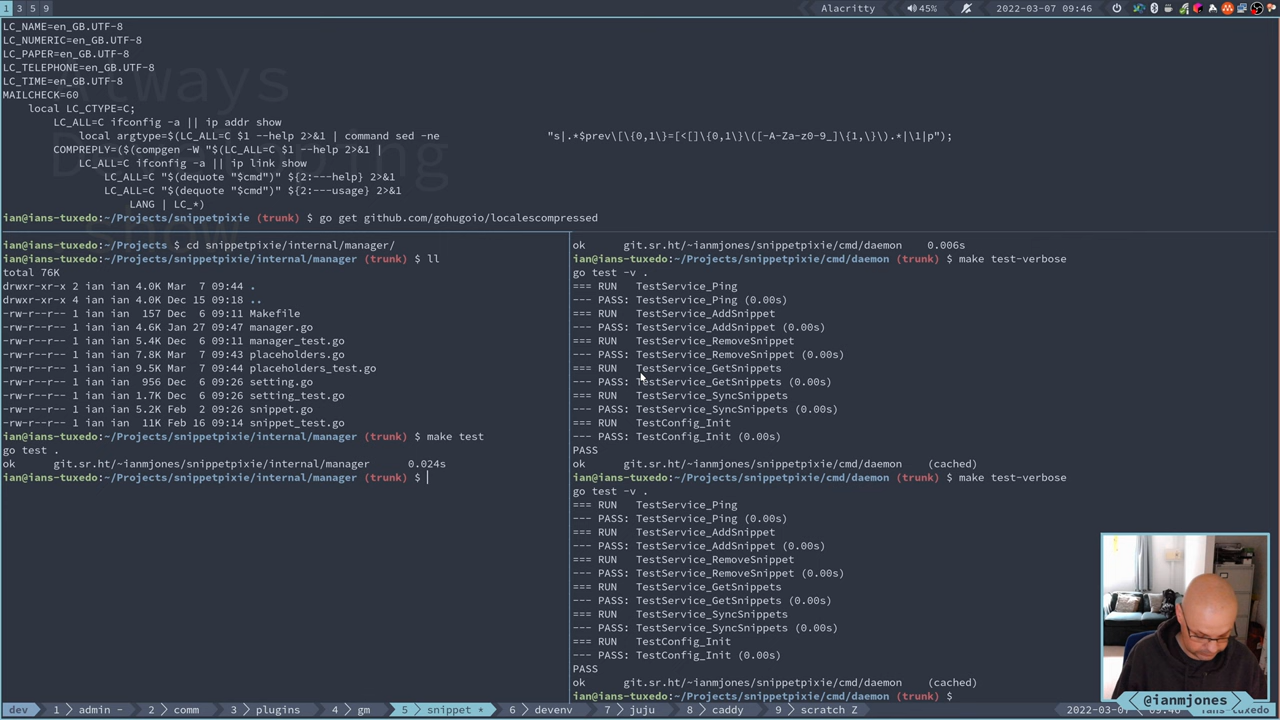 1 3 5 9
Alacritty
45%
2022-03-07 09:46
LC_NAME=en_GB.UTF-8
LC_NUMERIC=en_GB.UTF-8
LC_PAPER=en_GB.UTF-8
LC_TELEPHONE=en_GB.UTF-8
LC_TIME=en_GB.UTF-8
MAILCHECK=60
    local LC_CTYPE=C;
        LC_ALL=C ifconfig -a || ip addr show
            local argtype=$(LC_ALL=C $1 --help 2>&1 | command sed -ne                 "s|.*$prev\[\{0,1\}=[<[]\{0,1\}\([-A-Za-z0-9_]\{1,\}\).*|\1|p");
        COMPREPLY=($(compgen -W "$(LC_ALL=C $1 --help 2>&1 |
            LC_ALL=C ifconfig -a || ip link show
                LC_ALL=C "$(dequote "$cmd")" ${2:---help} 2>&1
                LC_ALL=C "$(dequote "$cmd")" ${2:---usage} 2>&1
                LANG | LC_*)
ian@ians-tuxedo:~/Projects/snippetpixie (trunk) $ go get github.com/gohugoio/localescompressed
ian@ians-tuxedo:~/Projects $ cd snippetpixie/internal/manager/
ian@ians-tuxedo:~/Projects/snippetpixie/internal/manager (trunk) $ ll
total 76K
drwxr-xr-x 2 ian ian 4.0K Mar  7 09:44 .
drwxr-xr-x 4 ian ian 4.0K Dec 15 09:18 ..
-rw-r--r-- 1 ian ian  157 Dec  6 09:11 Makefile
-rw-r--r-- 1 ian ian 4.6K Jan 27 09:47 manager.go
-rw-r--r-- 1 ian ian 5.4K Dec  6 09:11 manager_test.go
-rw-r--r-- 1 ian ian 7.8K Mar  7 09:43 placeholders.go
-rw-r--r-- 1 ian ian 9.5K Mar  7 09:44 placeholders_test.go
-rw-r--r-- 1 ian ian  956 Dec  6 09:26 setting.go
-rw-r--r-- 1 ian ian 1.7K Dec  6 09:26 setting_test.go
-rw-r--r-- 1 ian ian 5.2K Feb  2 09:26 snippet.go
-rw-r--r-- 1 ian ian  11K Feb 16 09:14 snippet_test.go
ian@ians-tuxedo:~/Projects/snippetpixie/internal/manager (trunk) $ make test
go test .
ok      git.sr.ht/~ianmjones/snippetpixie/internal/manager      0.024s
ian@ians-tuxedo:~/Projects/snippetpixie/internal/manager (trunk) $
ok      git.sr.ht/~ianmjones/snippetpixie/cmd/daemon    0.006s
ian@ians-tuxedo:~/Projects/snippetpixie/cmd/daemon (trunk) $ make test-verbose
go test -v .
=== RUN   TestService_Ping
--- PASS: TestService_Ping (0.00s)
=== RUN   TestService_AddSnippet
--- PASS: TestService_AddSnippet (0.00s)
=== RUN   TestService_RemoveSnippet
--- PASS: TestService_RemoveSnippet (0.00s)
=== RUN   TestService_GetSnippets
--- PASS: TestService_GetSnippets (0.00s)
=== RUN   TestService_SyncSnippets
--- PASS: TestService_SyncSnippets (0.00s)
=== RUN   TestConfig_Init
--- PASS: TestConfig_Init (0.00s)
PASS
ok      git.sr.ht/~ianmjones/snippetpixie/cmd/daemon    (cached)
ian@ians-tuxedo:~/Projects/snippetpixie/cmd/daemon (trunk) $ make test-verbose
go test -v .
=== RUN   TestService_Ping
--- PASS: TestService_Ping (0.00s)
=== RUN   TestService_AddSnippet
--- PASS: TestService_AddSnippet (0.00s)
=== RUN   TestService_RemoveSnippet
--- PASS: TestService_RemoveSnippet (0.00s)
=== RUN   TestService_GetSnippets
--- PASS: TestService_GetSnippets (0.00s)
=== RUN   TestService_SyncSnippets
--- PASS: TestService_SyncSnippets (0.00s)
=== RUN   TestConfig_Init
--- PASS: TestConfig_Init (0.00s)
PASS
ok      git.sr.ht/~ianmjones/snippetpixie/cmd/daemon    (cached)
ian@ians-tuxedo:~/Projects/snippetpixie/cmd/daemon (trunk) $
@ianmjones
dev 1 admin - 2 comm 3 plugins 4 gm 5 snippet * 6 devenv 7 juju 8 caddy 9 scratch Z